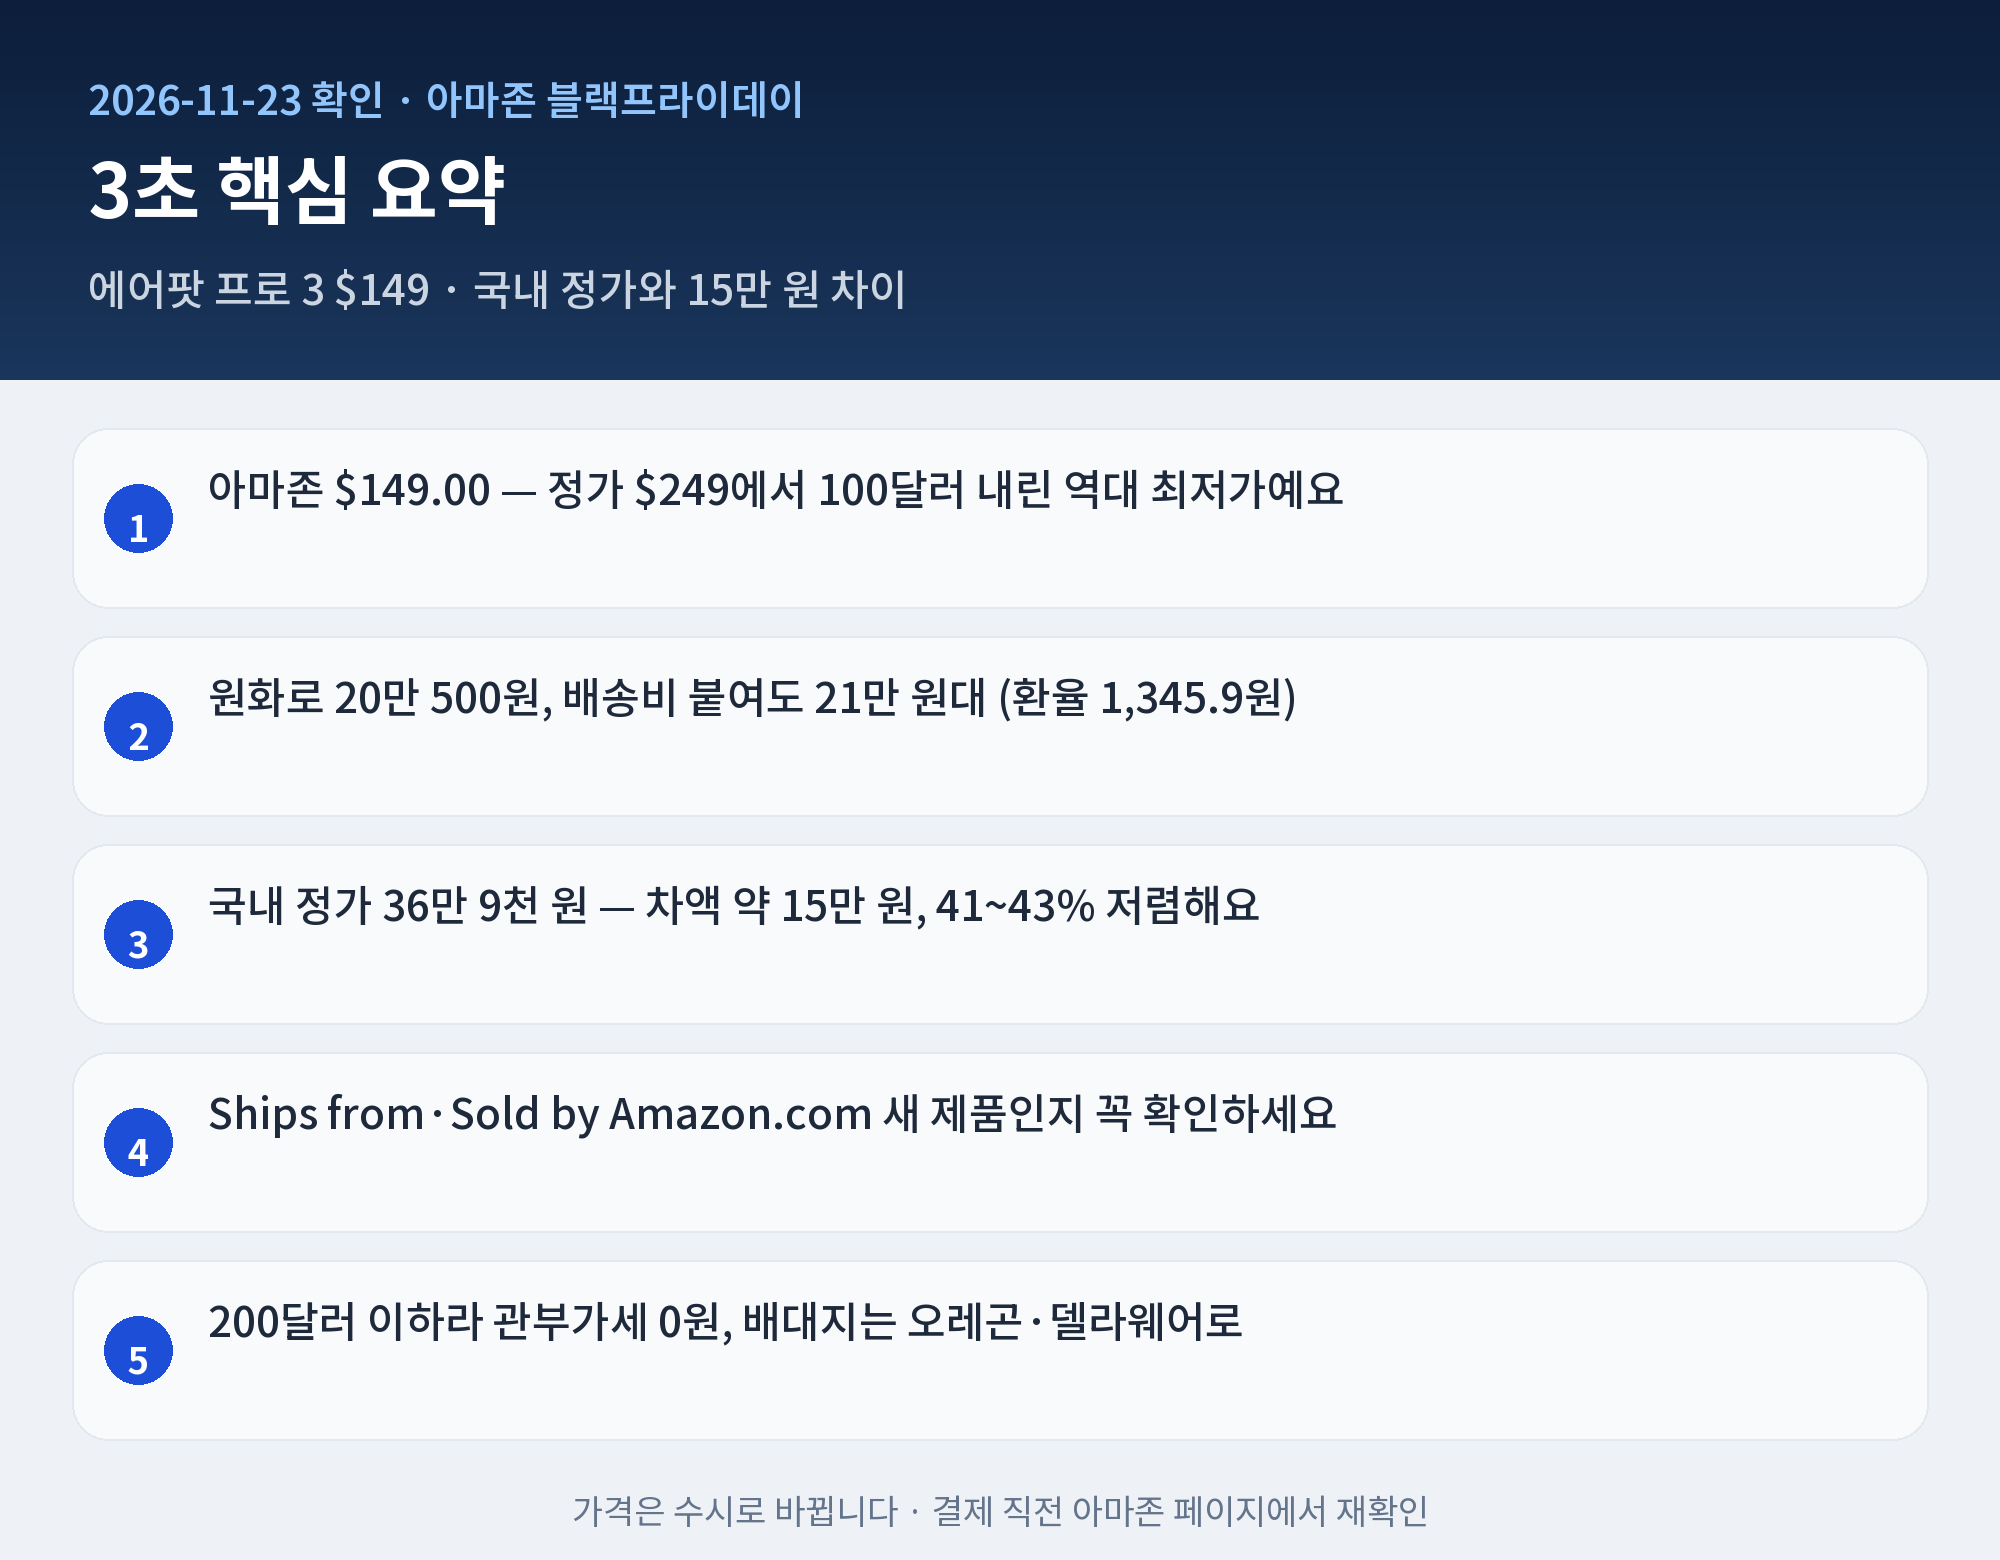 2026-11-23 확인 · 아마존 블랙프라이데이
3초 핵심 요약
에어팟 프로 3 $149 · 국내 정가와 15만 원 차이
1
아마존 $149.00 — 정가 $249에서 100달러 내린 역대 최저가예요
2
원화로 20만 500원, 배송비 붙여도 21만 원대 (환율 1,345.9원)
3
국내 정가 36만 9천 원 — 차액 약 15만 원, 41~43% 저렴해요
4
Ships from·Sold by Amazon.com 새 제품인지 꼭 확인하세요
5
200달러 이하라 관부가세 0원, 배대지는 오레곤·델라웨어로
가격은 수시로 바뀝니다 · 결제 직전 아마존 페이지에서 재확인